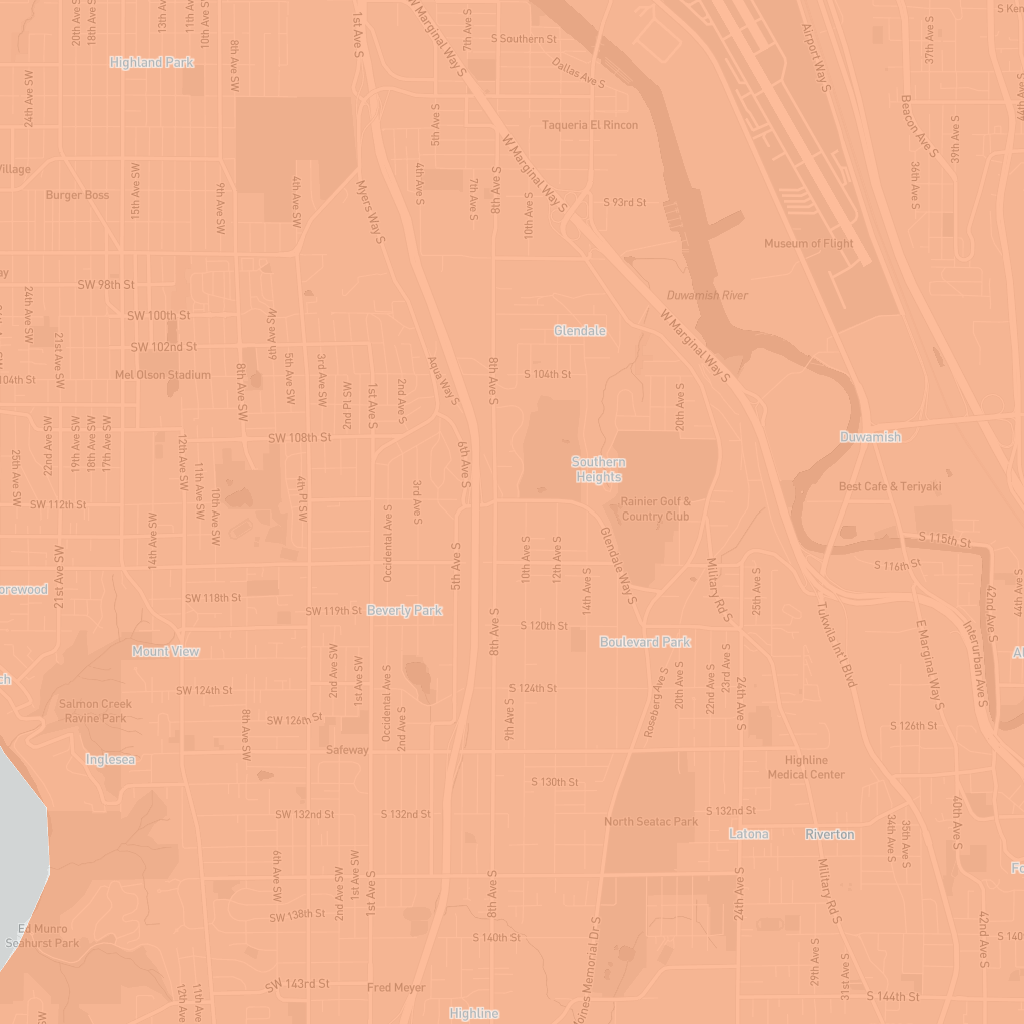 20th Ave SW
18th Ave SW
13th Ave
11th Ave
10th Ave SW
8th Ave SW
1st Ave S
W Marginal Way S
7th Ave S
S Southern St
Dallas Ave S
Airport Way S
37th Ave S
S Ken
44th Ave S
Highland Park
24th Ave SW
5th Ave S
Taqueria El Rincon
Beacon Ave S
39th Ave S
Village
Burger Boss
15th Ave SW
9th Ave SW
4th Ave SW
Myers Way S
4th Ave S
7th Ave S
8th Ave S
10th Ave S
W Marginal Way S
S 93rd St
36th Ave S
Museum of Flight
ay
SW 98th St
24th Ave SW
SW 100th St
6th Ave SW
Duwamish River
Glendale
W Marginal Way S
21st Ave SW
SW 102nd St
Mel Olson Stadium
104th St
8th Ave SW
5th Ave SW
3rd Ave SW
2nd Pl SW
1st Ave S
2nd Ave S
Aqua Way S
8th Ave S
S 104th St
20th Ave S
25th Ave SW
22nd Ave SW
19th Ave SW
18th Ave SW
17th Ave SW
12th Ave SW
SW 108th St
6th Ave S
Duwamish
Southern
Heights
11th Ave SW
10th Ave SW
4th Pl SW
3rd Ave S
SW 112th St
Rainier Golf &
Country Club
Best Cafe & Teriyaki
14th Ave SW
Occidental Ave S
5th Ave S
10th Ave S
12th Ave S
14th Ave S
Glendale Way S
Military Rd S
25th Ave S
S 115th St
S 116th St
42nd Ave S
44th Ave S
orewood
21st Ave SW
SW 118th St
SW 119th St
Beverly Park
8th Ave S
S 120th St
Boulevard Park
Tukwila Int'l Blvd
E Marginal Way S
Interurban Ave S
Al
Mount View
ch
2nd Ave SW
1st Ave SW
Occidental Ave S
2nd Ave S
Roseberg Ave S
20th Ave S
22nd Ave S
23rd Ave S
24th Ave S
SW 124th St
S 124th St
9th Ave S
Salmon Creek
Ravine Park
8th Ave SW
SW 126th St
S 126th St
Safeway
Inglesea
Highline
Medical Center
S 130th St
SW 132nd St
S 132nd St
North Seatac Park
S 132nd St
Latona
Riverton
34th Ave S
35th Ave S
40th Ave S
6th Ave SW
2nd Ave SW
1st Ave SW
1st Ave S
8th Ave S
24th Ave S
Military Rd S
Fo
SW 138th St
Ed Munro
Seahurst Park
S 140th St
29th Ave S
31st Ave S
42nd Ave S
S 140
Moines Memorial Dr S
SW 143rd St
12th Ave
11th Ave
SW
Fred Meyer
Highline
S 144th St